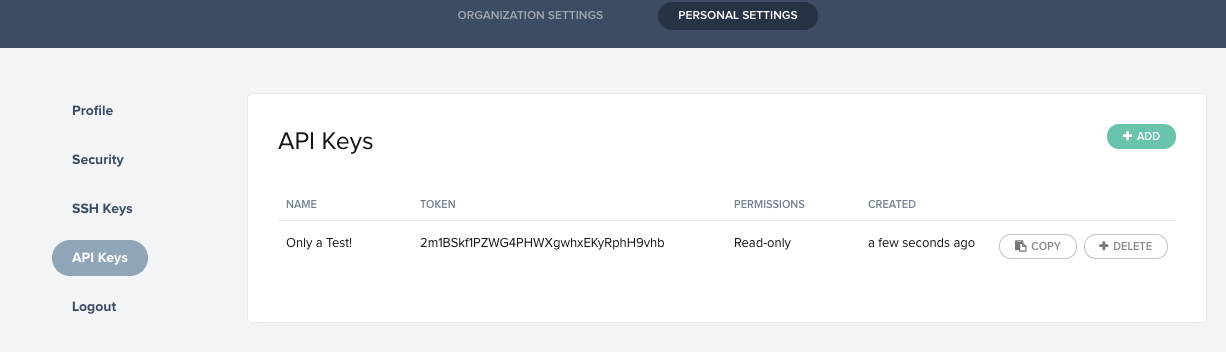 ORGANIZATION SETTINGS PERSONAL SETTINGS
Profile
Security
SSH Keys
API Keys
Logout
API Keys
ADD
NAME TOKEN PERMISSIONS CREATED
Only a Test! 2m1BSkf1PZWG4PHWXgwhxEKyRphH9vhb Read-only a few seconds ago COPY DELETE